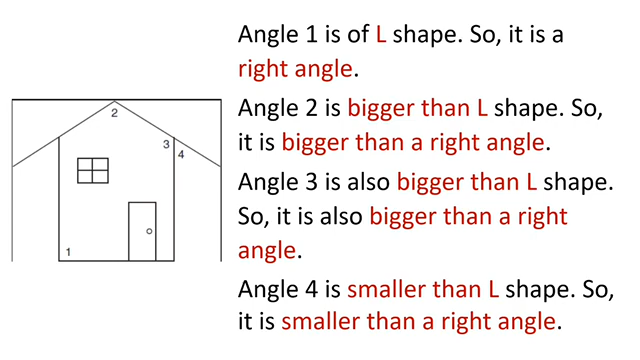 Angle 1 is of L shape. So, it is a
right angle.
Angle 2 is bigger than L shape. So,
it is bigger than a right angle.
Angle 3 is also bigger than L shape.
So, it is also bigger than a right
angle.
Angle 4 is smaller than L shape. So,
it is smaller than a right angle.
2
3
4
1